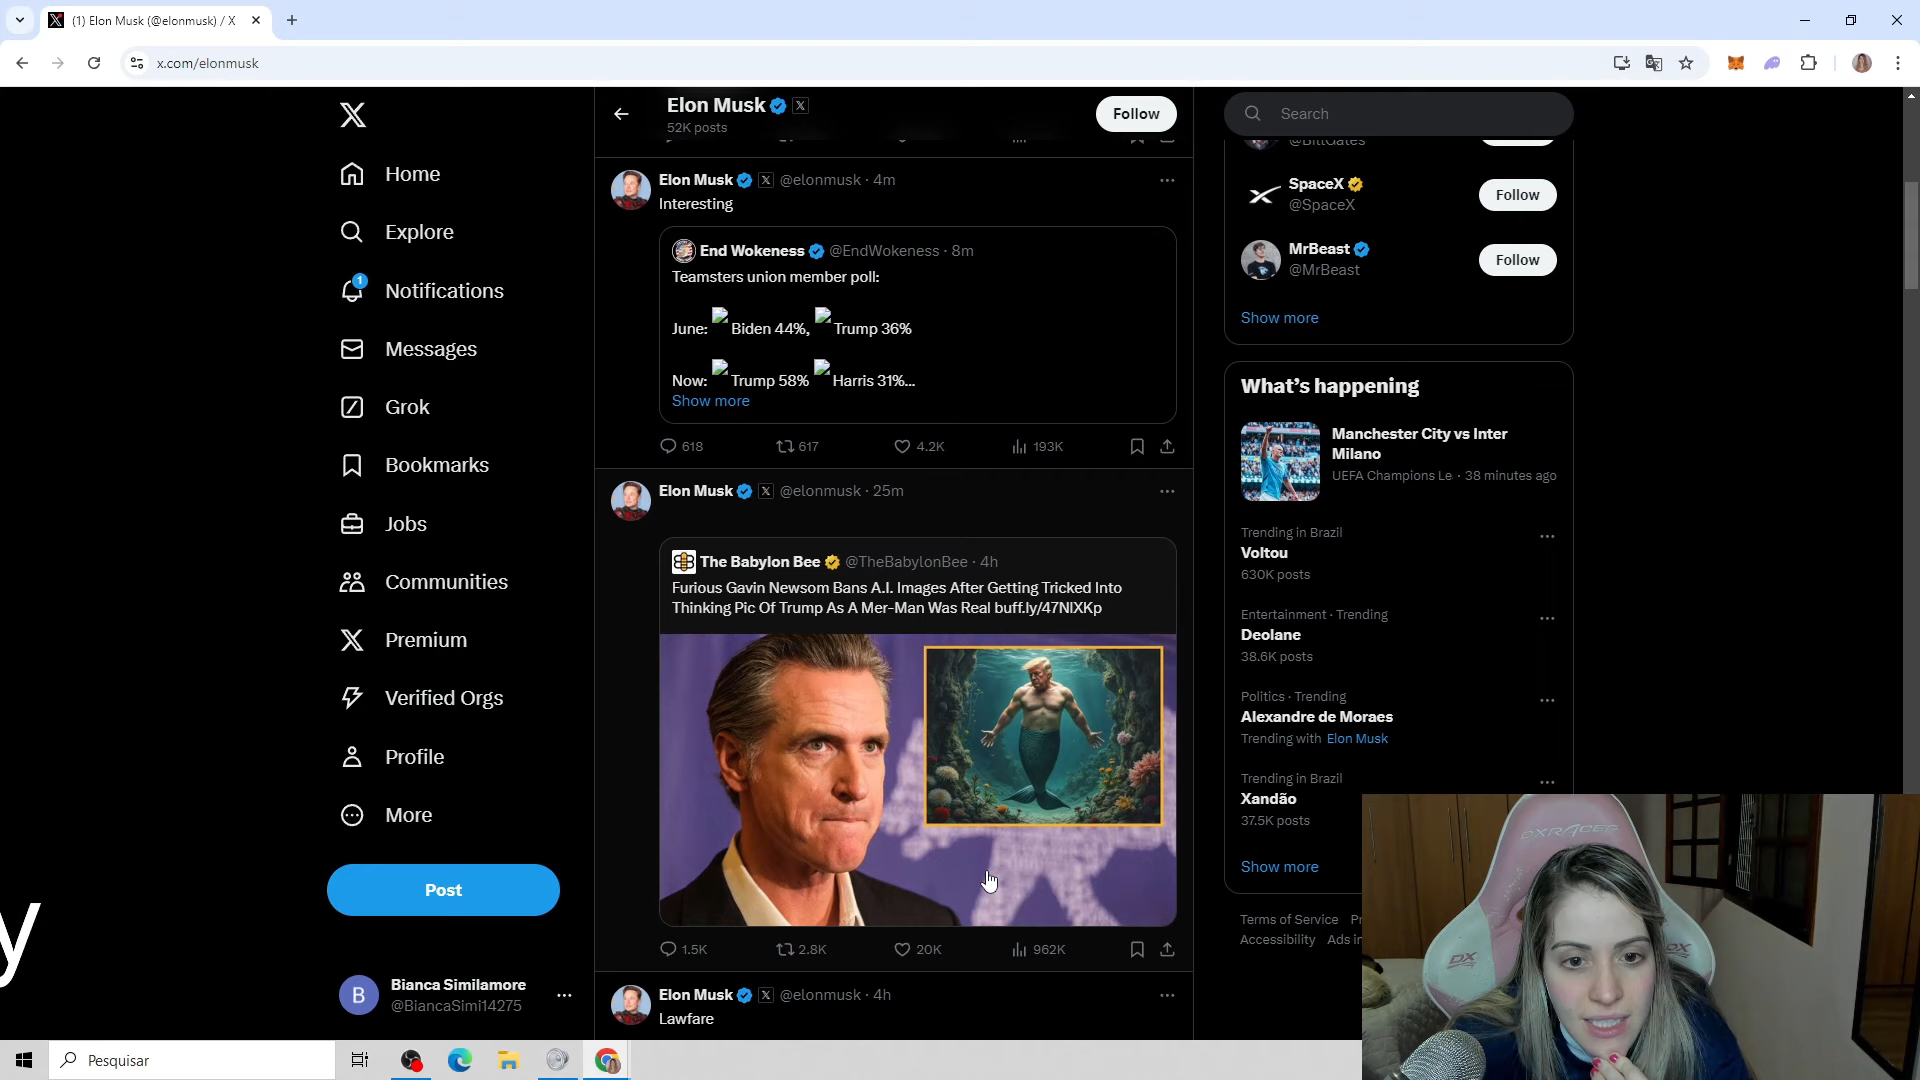 (1) Elon Musk (@elonmusk) / X
x.com/elonmusk
Home
Explore
1
Notifications
Messages
Grok
Bookmarks
Jobs
Communities
Premium
Verified Orgs
Profile
More
Post
y
B
Bianca Similamore
@BiancaSimi14275
Elon Musk
52K posts
Follow
Elon Musk @elonmusk · 4m
Interesting
End Wokeness @EndWokeness · 8m
Teamsters union member poll:
June: Biden 44%, Trump 36%
Now: Trump 58% Harris 31%...
Show more
618 617 4.2K 193K
Elon Musk @elonmusk · 25m
The Babylon Bee @TheBabylonBee · 4h
Furious Gavin Newsom Bans A.I. Images After Getting Tricked Into
Thinking Pic Of Trump As A Mer-Man Was Real buff.ly/47NlXKp
1.5K 2.8K 20K 962K
Elon Musk @elonmusk · 4h
Lawfare
Search
@BillGates
SpaceX
@SpaceX
Follow
MrBeast
@MrBeast
Follow
Show more
What's happening
Manchester City vs Inter
Milano
UEFA Champions Le · 38 minutes ago
Trending in Brazil
Voltou
630K posts
Entertainment · Trending
Deolane
38.6K posts
Politics · Trending
Alexandre de Moraes
Trending with Elon Musk
Trending in Brazil
Xandão
37.5K posts
Show more
Terms of Service
Accessibility Ads in
DXRACER
DX
Pesquisar